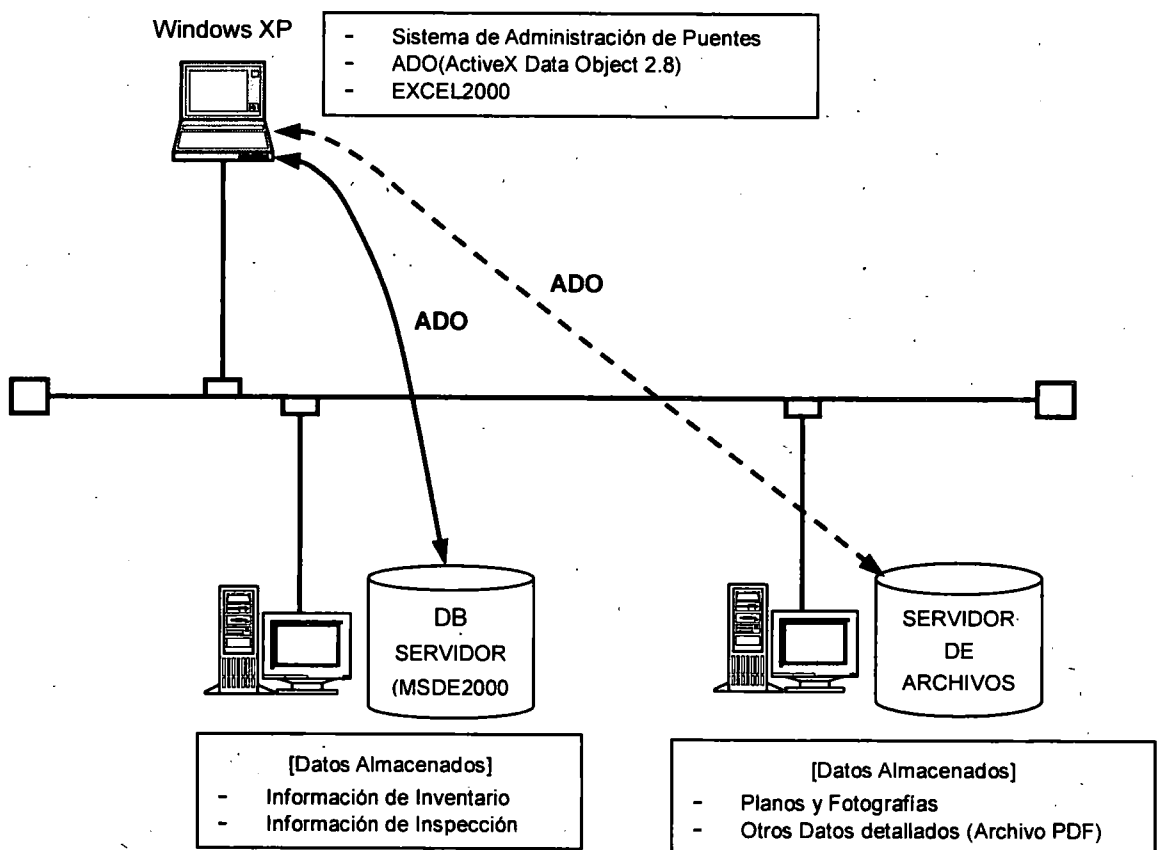 Windows XP
- Sistema de Administración de Puentes
- ADO(ActiveX Data Object 2.8)
- EXCEL2000
ADO
ADO
DB
SERVIDOR
(MSDE2000
SERVIDOR
DE
ARCHIVOS
[Datos Almacenados]
- Información de Inventario
- Información de Inspección
[Datos Almacenados]
- Planos y Fotografías
- Otros Datos detallados (Archivo PDF)